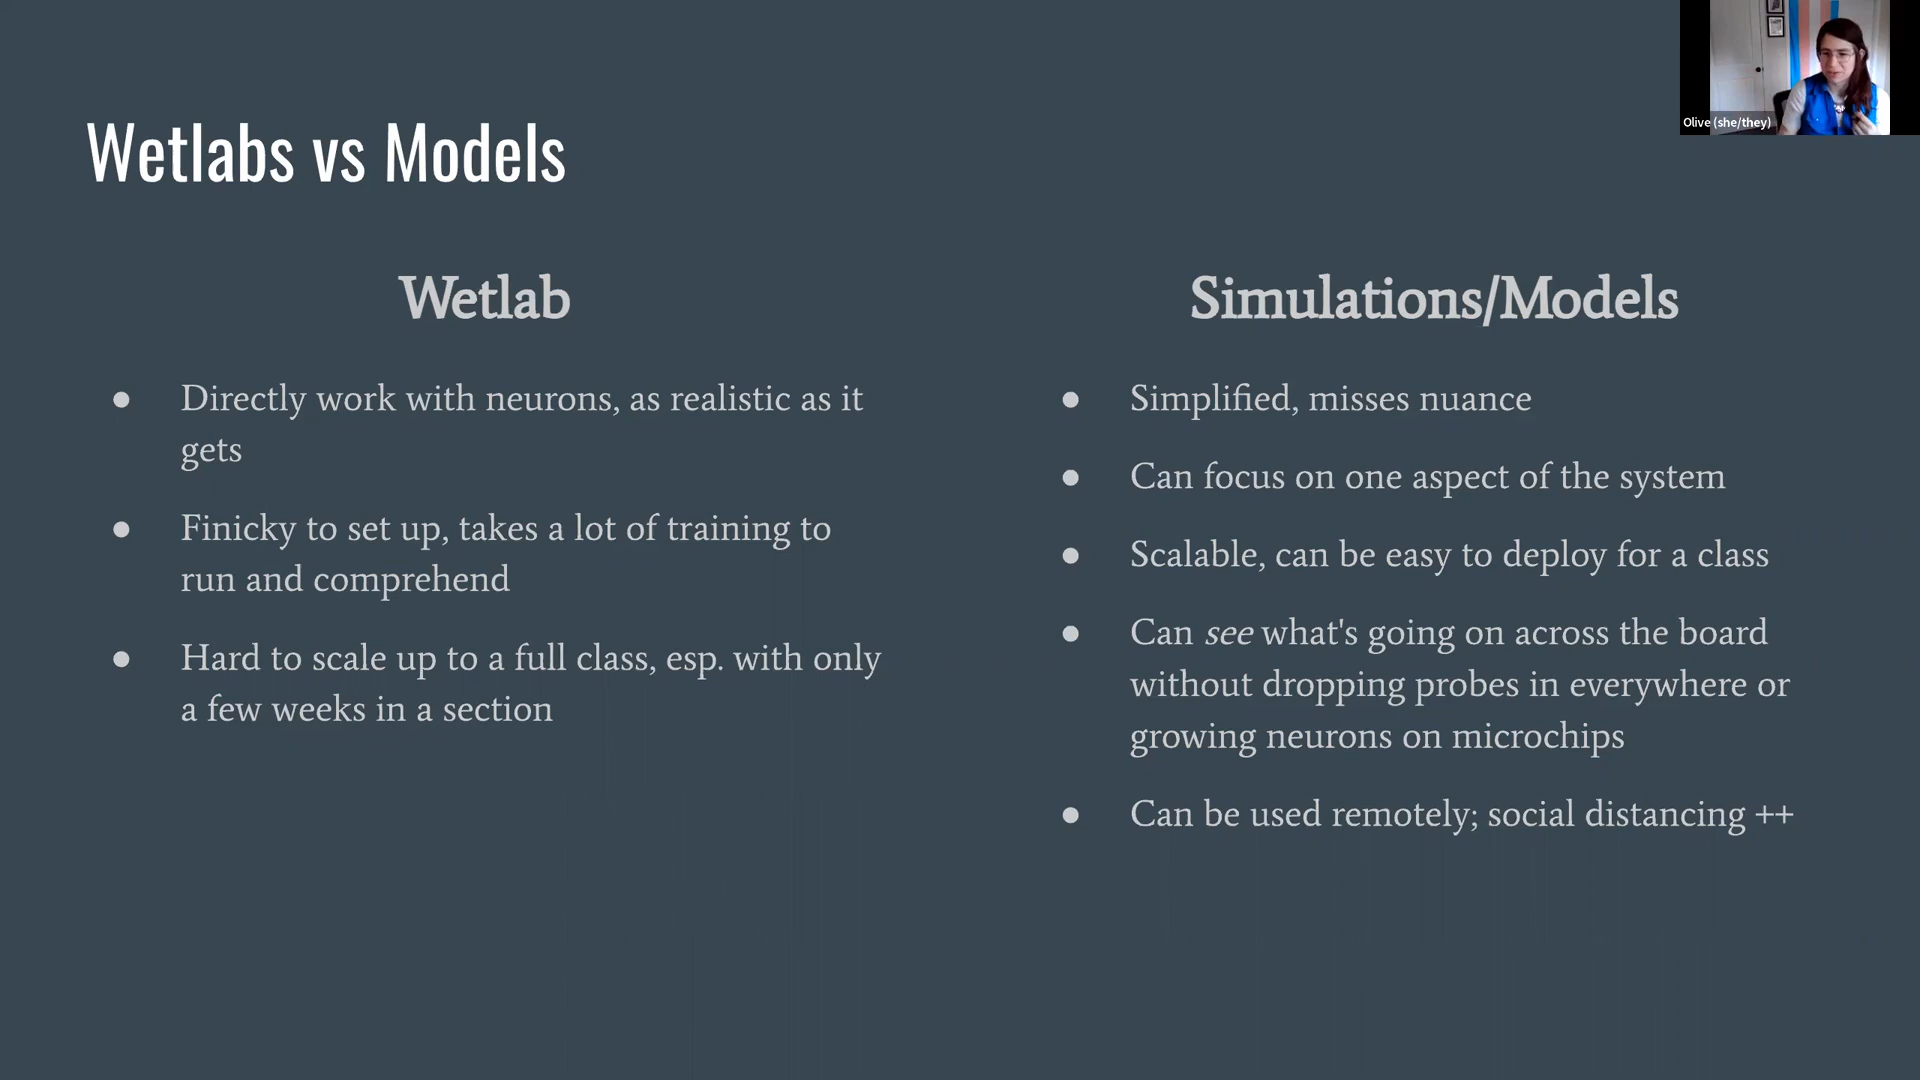 Wetlabs vs Models
Wetlab
● Directly work with neurons, as realistic as it
gets
● Finicky to set up, takes a lot of training to
run and comprehend
● Hard to scale up to a full class, esp. with only
a few weeks in a section
Simulations/Models
● Simplified, misses nuance
● Can focus on one aspect of the system
● Scalable, can be easy to deploy for a class
● Can see what's going on across the board
without dropping probes in everywhere or
growing neurons on microchips
● Can be used remotely; social distancing ++
Olive (she/they)